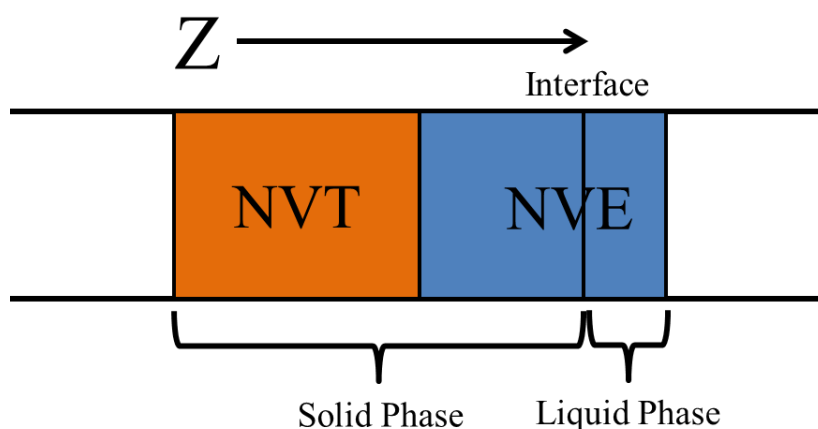 Z
Interface
NVT
NVE
Solid Phase
Liquid Phase